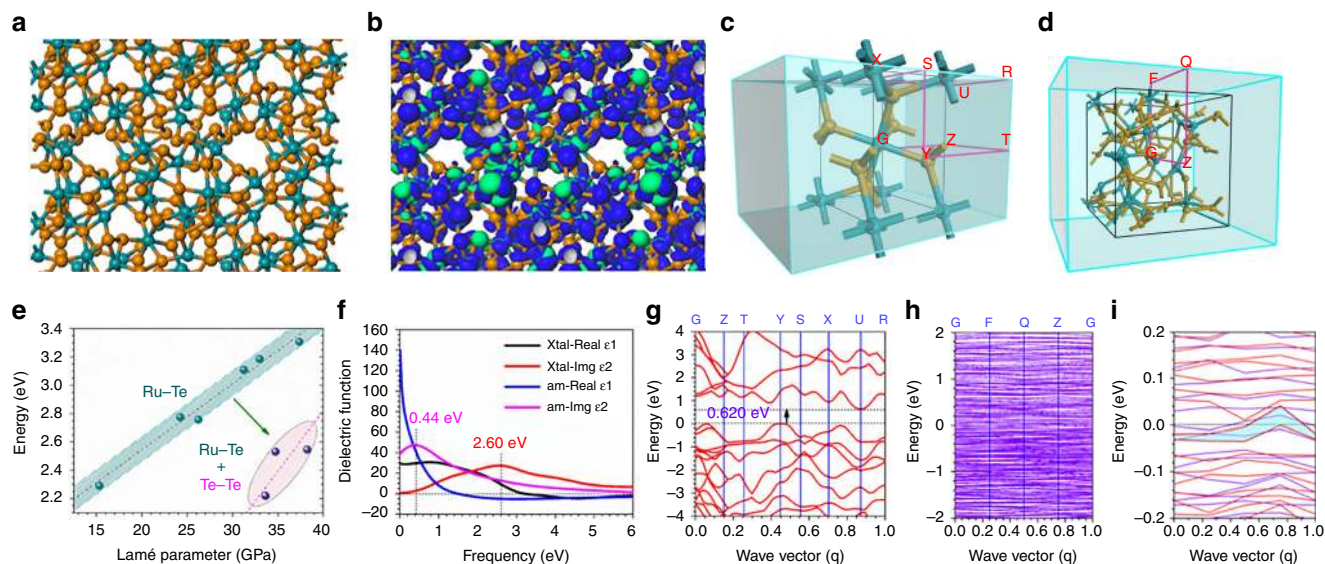 a
b
c
d
X
S
R
U
G
Z
Y
T
F
Q
G
Z
e
f
g
h
i
3.4
3.2
3.0
2.8
2.6
2.4
2.2
Energy (eV)
Ru–Te
Ru–Te
+
Te–Te
15 20 25 30 35 40
Lamé parameter (GPa)
160
140
120
100
80
60
40
20
0
−20
Dielectric function
Xtal-Real ε1
Xtal-Img ε2
am-Real ε1
am-Img ε2
0.44 eV
2.60 eV
0 1 2 3 4 5 6
Frequency (eV)
G Z T Y S X U R
4
3
2
1
0
−1
−2
−3
−4
Energy (eV)
0.620 eV
0.0 0.2 0.4 0.6 0.8 1.0
Wave vector (q)
G F Q Z G
2
1
0
−1
−2
Energy (eV)
0.0 0.2 0.4 0.6 0.8 1.0
Wave vector (q)
0.2
0.1
0.0
−0.1
−0.2
Energy (eV)
0.0 0.2 0.4 0.6 0.8 1.0
Wave vector (q)